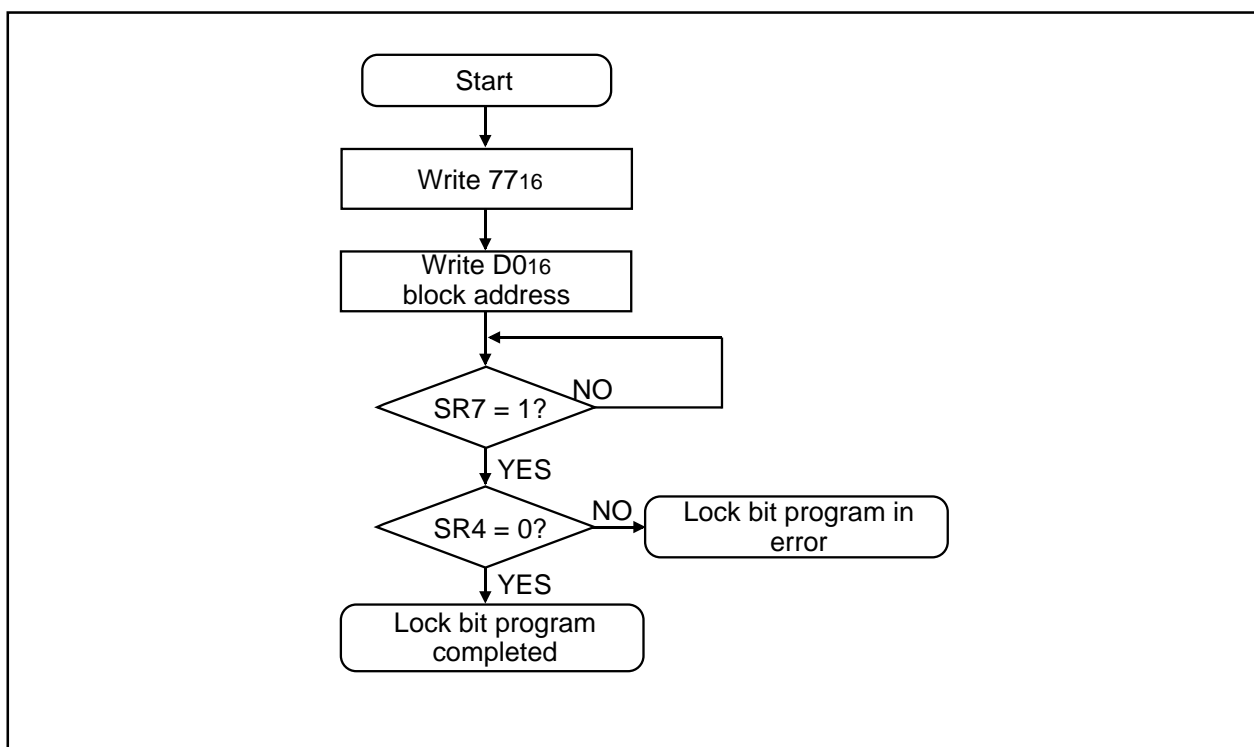 Start
Write 7716
Write D016
block address
NO
SR7 = 1?
YES
NO
SR4 = 0?
Lock bit program in
error
YES
Lock bit program
completed